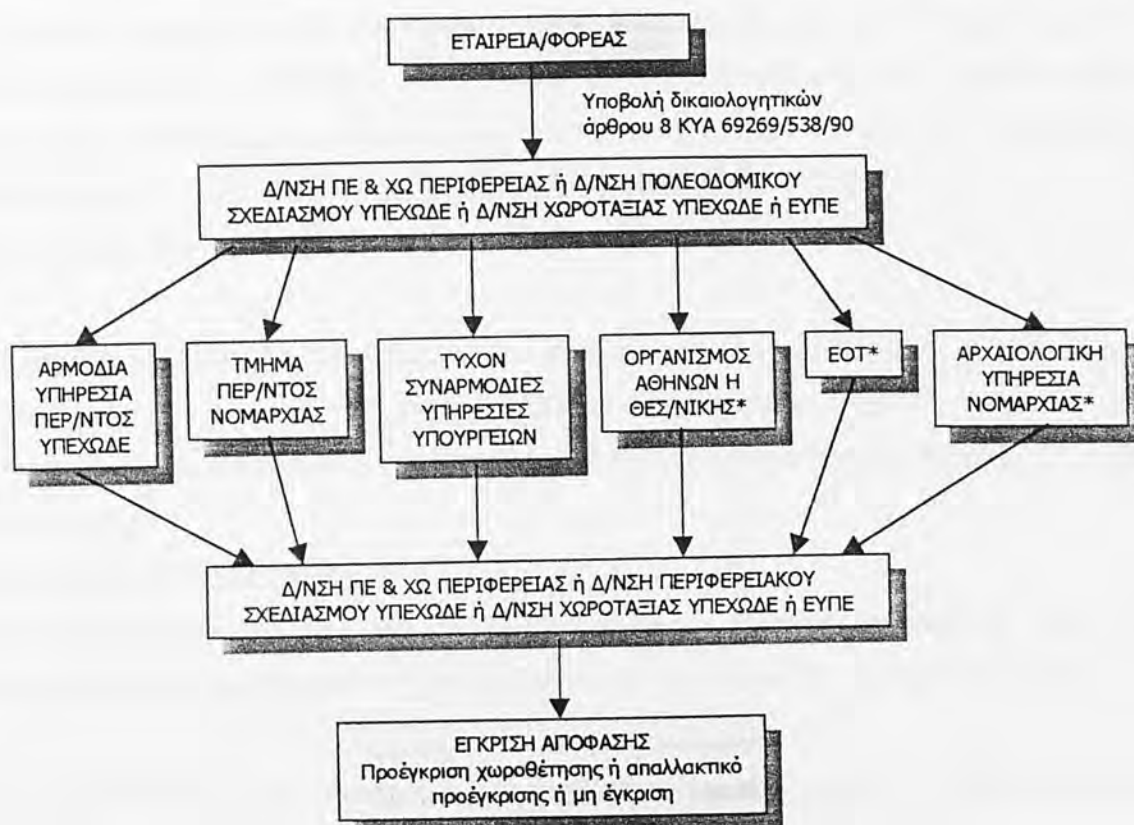 ΕΤΑΙΡΕΙΑ/ΦΟΡΕΑΣ
Υποβολή δικαιολογητικών
άρθρου 8 ΚΥΑ 69269/538/90
Δ/ΝΣΗ ΠΕ & ΧΩ ΠΕΡΙΦΕΡΕΙΑΣ ή Δ/ΝΣΗ ΠΟΛΕΟΔΟΜΙΚΟΥ
ΣΧΕΔΙΑΣΜΟΥ ΥΠΕΧΩΔΕ ή Δ/ΝΣΗ ΧΩΡΟΤΑΞΙΑΣ ΥΠΕΧΩΔΕ ή ΕΥΠΕ
ΑΡΜΟΔΙΑ
ΥΠΗΡΕΣΙΑ
ΠΕΡ/ΝΤΟΣ
ΥΠΕΧΩΔΕ
ΤΜΗΜΑ
ΠΕΡ/ΝΤΟΣ
ΝΟΜΑΡΧΙΑΣ
ΤΥΧΟΝ
ΣΥΝΑΡΜΟΔΙΕΣ
ΥΠΗΡΕΣΙΕΣ
ΥΠΟΥΡΓΕΙΩΝ
ΟΡΓΑΝΙΣΜΟΣ
ΑΘΗΝΩΝ Η
ΘΕΣ/ΝΙΚΗΣ*
ΕΟΤ*
ΑΡΧΑΙΟΛΟΓΙΚΗ
ΥΠΗΡΕΣΙΑ
ΝΟΜΑΡΧΙΑΣ*
Δ/ΝΣΗ ΠΕ & ΧΩ ΠΕΡΙΦΕΡΕΙΑΣ ή Δ/ΝΣΗ ΠΕΡΙΦΕΡΕΙΑΚΟΥ
ΣΧΕΔΙΑΣΜΟΥ ΥΠΕΧΩΔΕ ή Δ/ΝΣΗ ΧΩΡΟΤΑΞΙΑΣ ΥΠΕΧΩΔΕ ή ΕΥΠΕ
ΕΓΚΡΙΣΗ ΑΠΟΦΑΣΗΣ
Προέγκριση χωροθέτησης ή απαλλακτικό
προέγκρισης ή μη έγκριση